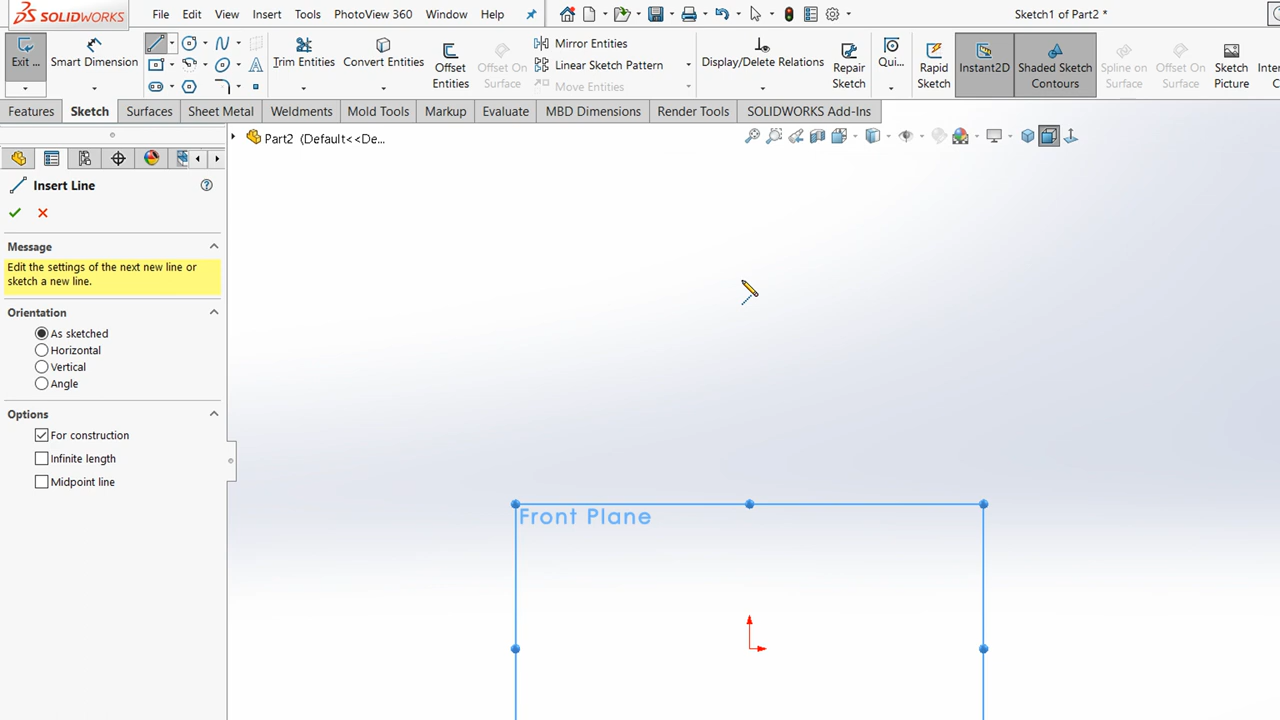 SOLIDWORKS File Edit View Insert Tools PhotoView 360 Window Help Sketch1 of Part2 *
Exit ... Smart Dimension Trim Entities Convert Entities Offset Entities Offset On Surface Mirror Entities Linear Sketch Pattern Move Entities Display/Delete Relations Repair Sketch Qui... Rapid Sketch Instant2D Shaded Sketch Contours Spline on Surface Offset On Surface Sketch Picture
Features Sketch Surfaces Sheet Metal Weldments Mold Tools Markup Evaluate MBD Dimensions Render Tools SOLIDWORKS Add-Ins
Part2 (Default<<De...
Insert Line
Message
Edit the settings of the next new line or
sketch a new line.
Orientation
As sketched
Horizontal
Vertical
Angle
Options
For construction
Infinite length
Midpoint line
Front Plane